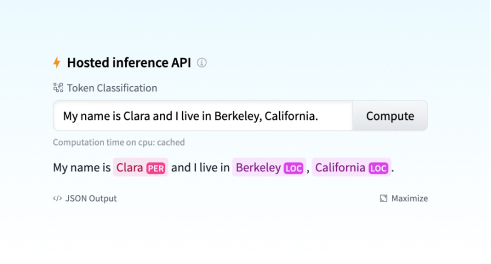 Hosted inference API
Token Classification
My name is Clara and I live in Berkeley, California.
Compute
Computation time on cpu: cached
My name is Clara PER and I live in Berkeley LOC , California LOC .
</> JSON Output
Maximize